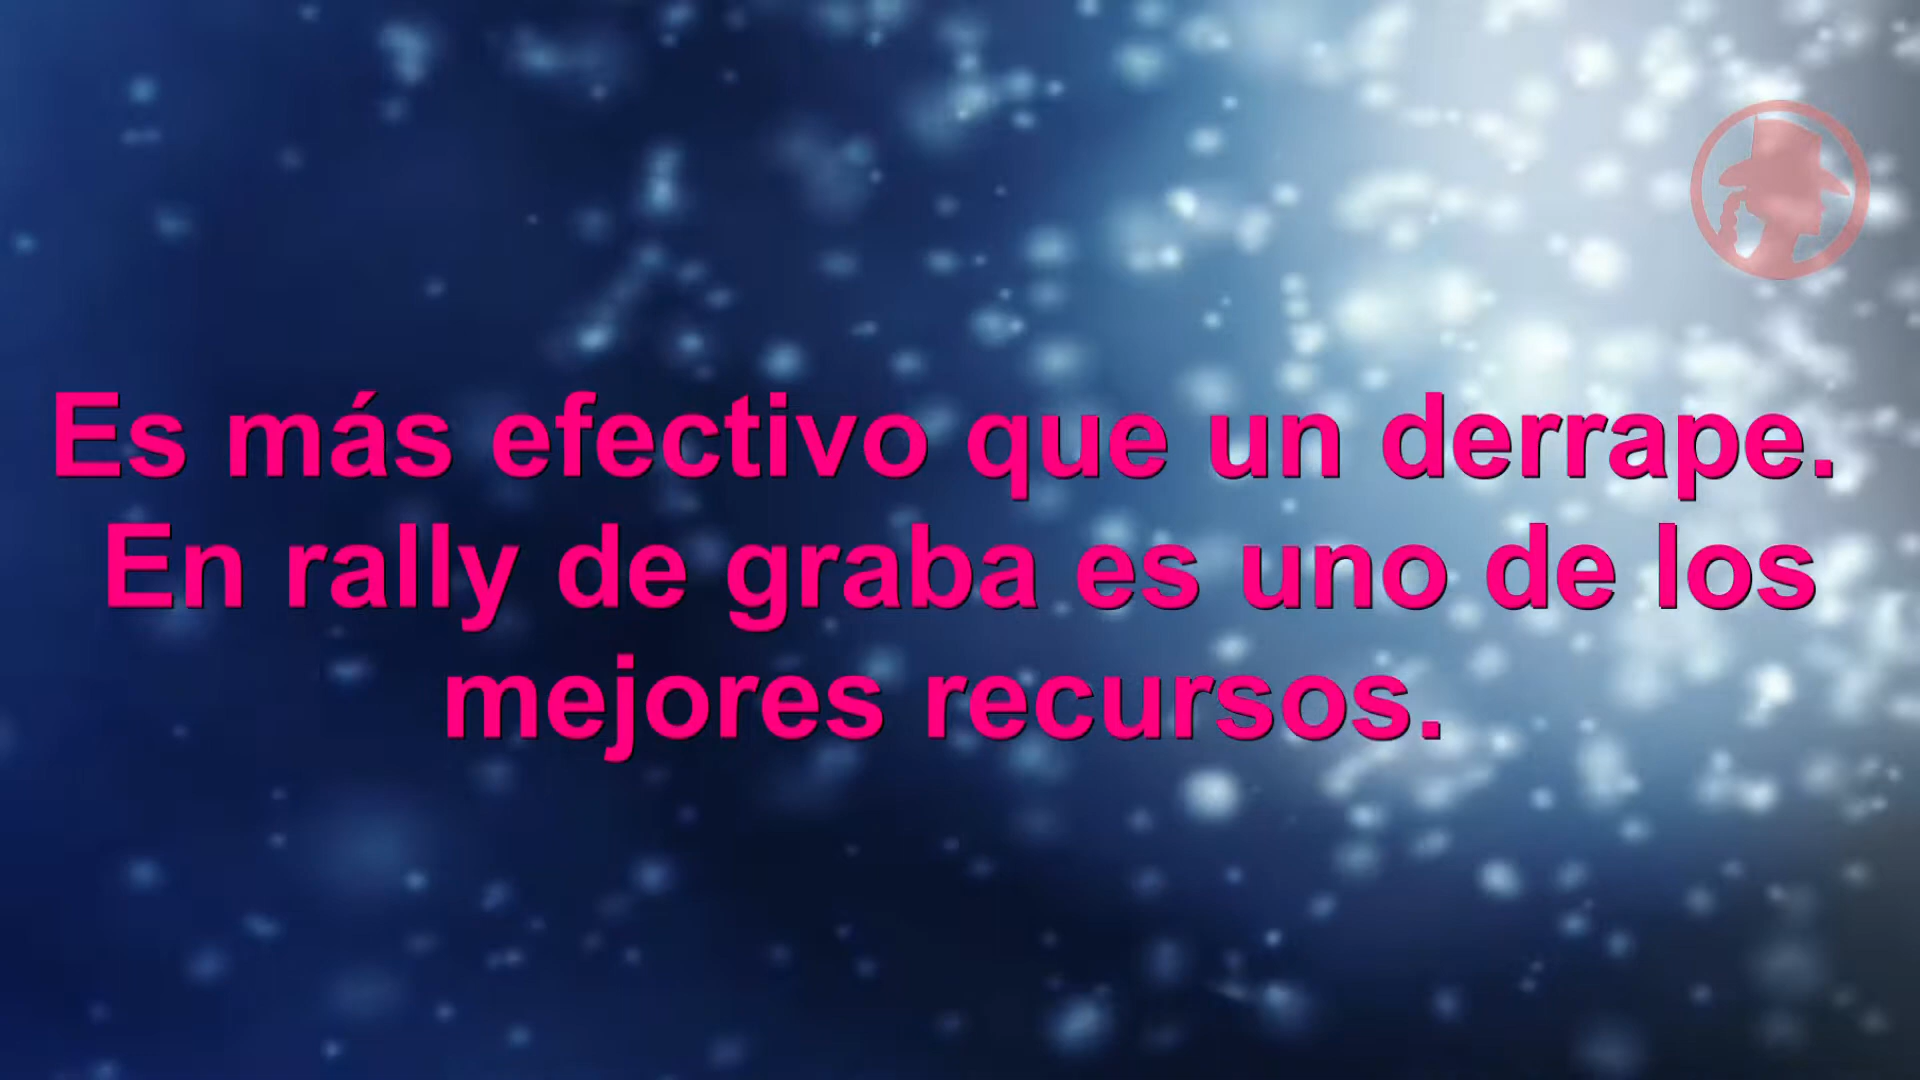 Es más efectivo que un derrape.
En rally de graba es uno de los
mejores recursos.